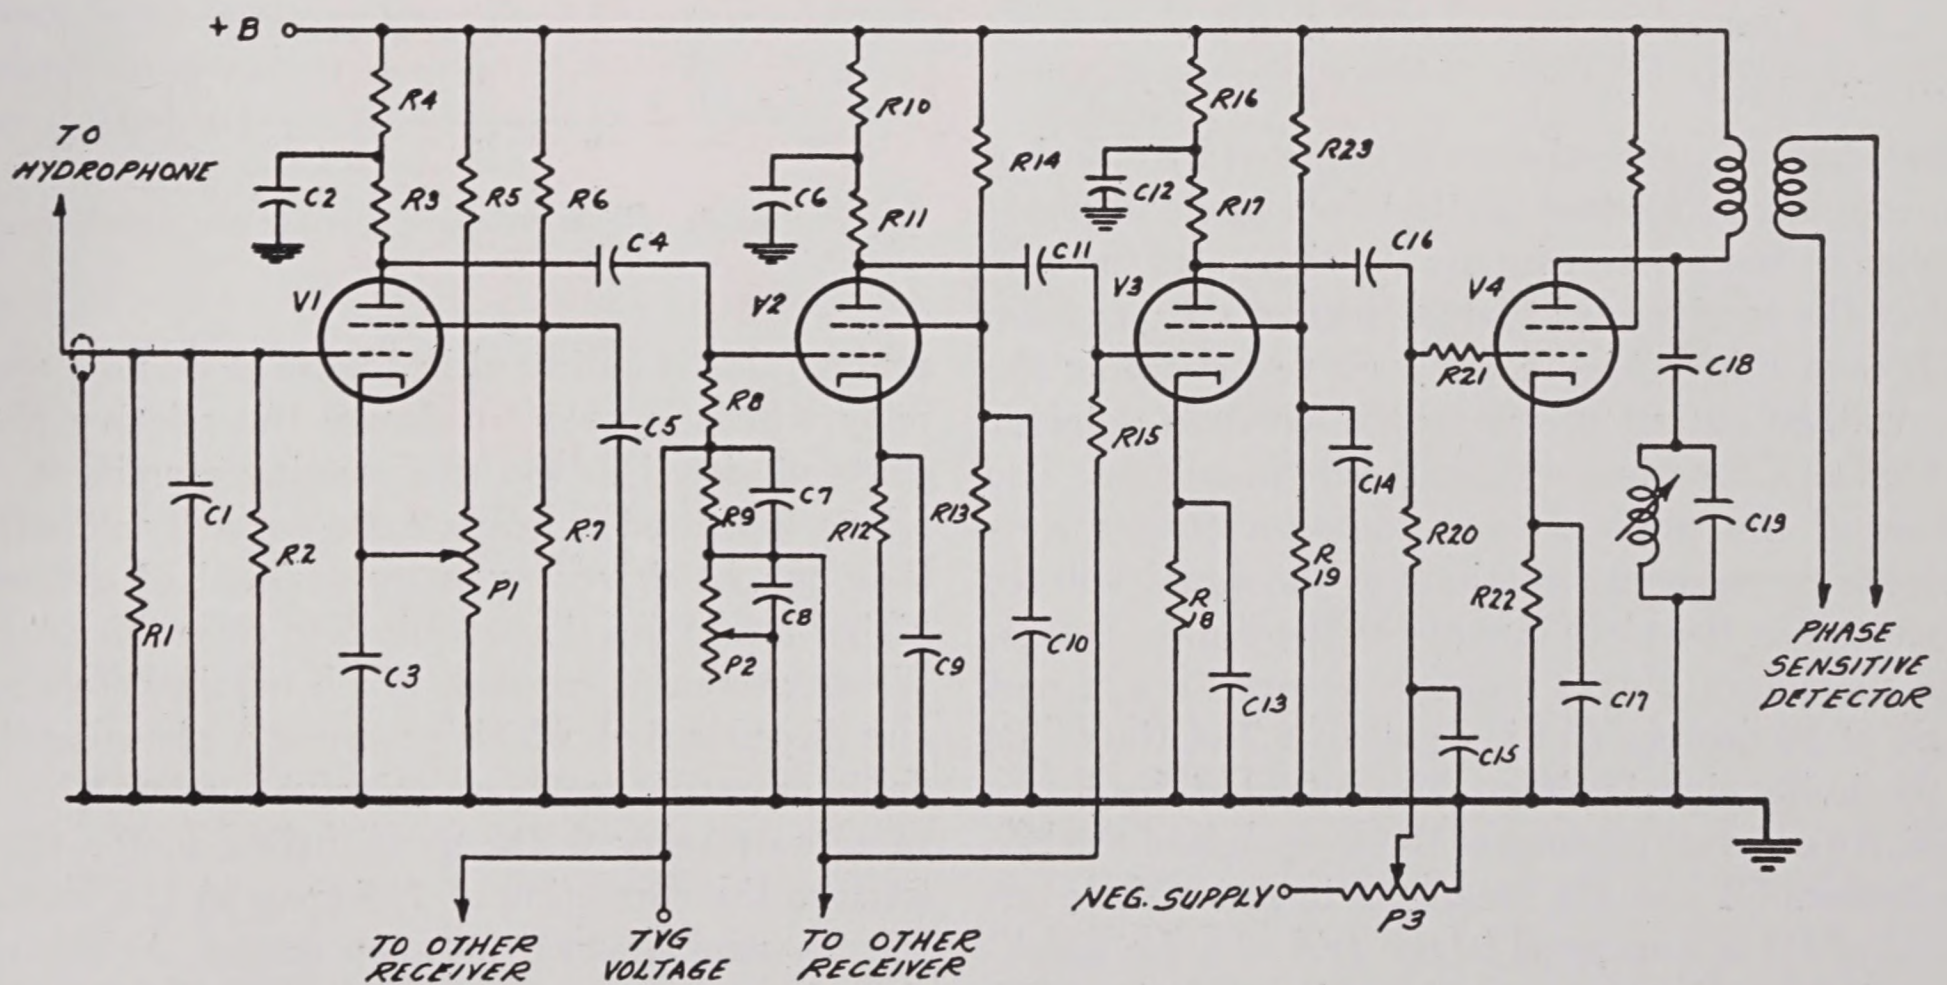 + B
R4
R10
R16
TO
HYDROPHONE
R14
R23
C2
R3
R5
R6
C6
R11
C12
R17
C4
C11
C16
V1
V2
V3
V4
R8
R21
C18
C5
R15
C1
R2
R9
C7
R12
R13
C14
R20
C19
P1
R7
R
19
R1
C8
R
18
R22
PHASE
SENSITIVE
DETECTOR
C3
P2
C9
C10
C13
C17
C15
NEG. SUPPLY
P3
TO OTHER
RECEIVER
TVG
VOLTAGE
TO OTHER
RECEIVER